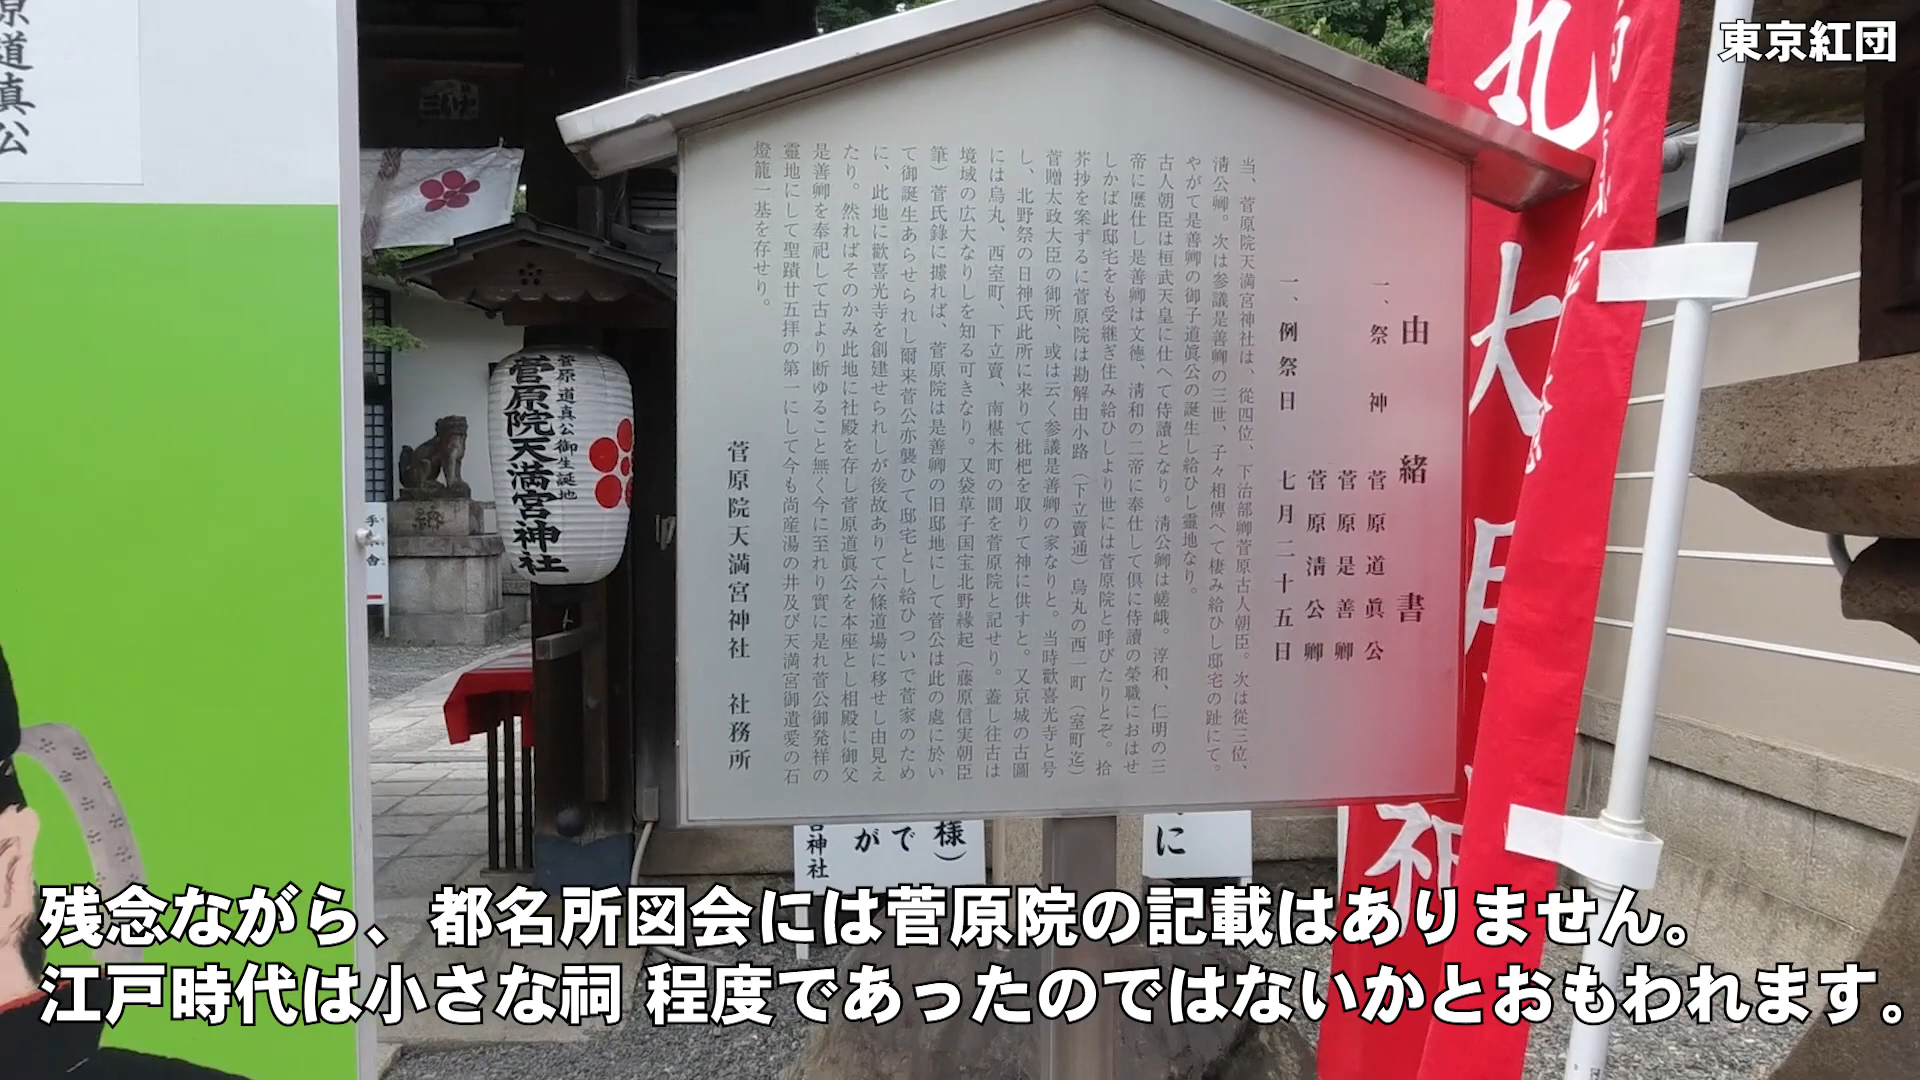 東京紅団
原道真公
由緒書
一、祭神 菅原道眞公
菅原是善卿
菅原清公卿
一、例祭日 七月二十五日
当、菅原院天満宮神社は、従四位、下治部卿菅原古人朝臣。次は従三位、
清公卿。次は参議是善卿の三世、子々相傳へて棲み給ひし邸宅の趾にて。
やがて是善卿の御子道眞公の誕生し給ひし靈地なり。
古人朝臣は桓武天皇に仕へて侍讀となり。清公卿は嵯峨。淳和、仁明の三
帝に歴仕し是善卿は文徳、清和の二帝に奉仕して倶に侍讀の榮職におはせ
しかば此邸宅をも受継ぎ住み給ひしより世には菅原院と呼びたりとぞ。拾
芥抄を案ずるに菅原院は勘解由小路（下立賣通）烏丸の西一町（室町迄）
菅贈太政大臣の御所、或は云く参議是善卿の家なりと。当時歡喜光寺と号
し、北野祭の日神氏此所に来りて枇杷を取りて神に供すと。又京城の古圖
には烏丸、西室町、下立賣、南椹木町の間を菅原院と記せり。蓋し往古は
境域の広大なりしを知る可きなり。又袋草子国宝北野縁起（藤原信実朝臣
筆）菅氏錄に據れば、菅原院は是善卿の旧邸地にして菅公は此の處に於い
て御誕生あらせられし爾来菅公亦襲ひて邸宅とし給ひついで菅家のため
に、此地に歡喜光寺を創建せられしが後故ありて六條道場に移せし由見え
たり。然ればそのかみ此地に社殿を存し菅原道眞公を本座とし相殿に御父
是善卿を奉祀して古より断ゆること無く今に至れり實に是れ菅公御発祥の
靈地にして聖蹟廿五拝の第一にして今も尚産湯の井及び天満宮御遺愛の石
燈籠一基を存せり。
菅原院天満宮神社 社務所
菅原道真公御生誕地
菅原院天満宮神社
丸大明神
様）
で
が
宮神社
に
残念ながら、都名所図会には菅原院の記載はありません。
江戸時代は小さな祠 程度であったのではないかとおもわれます。